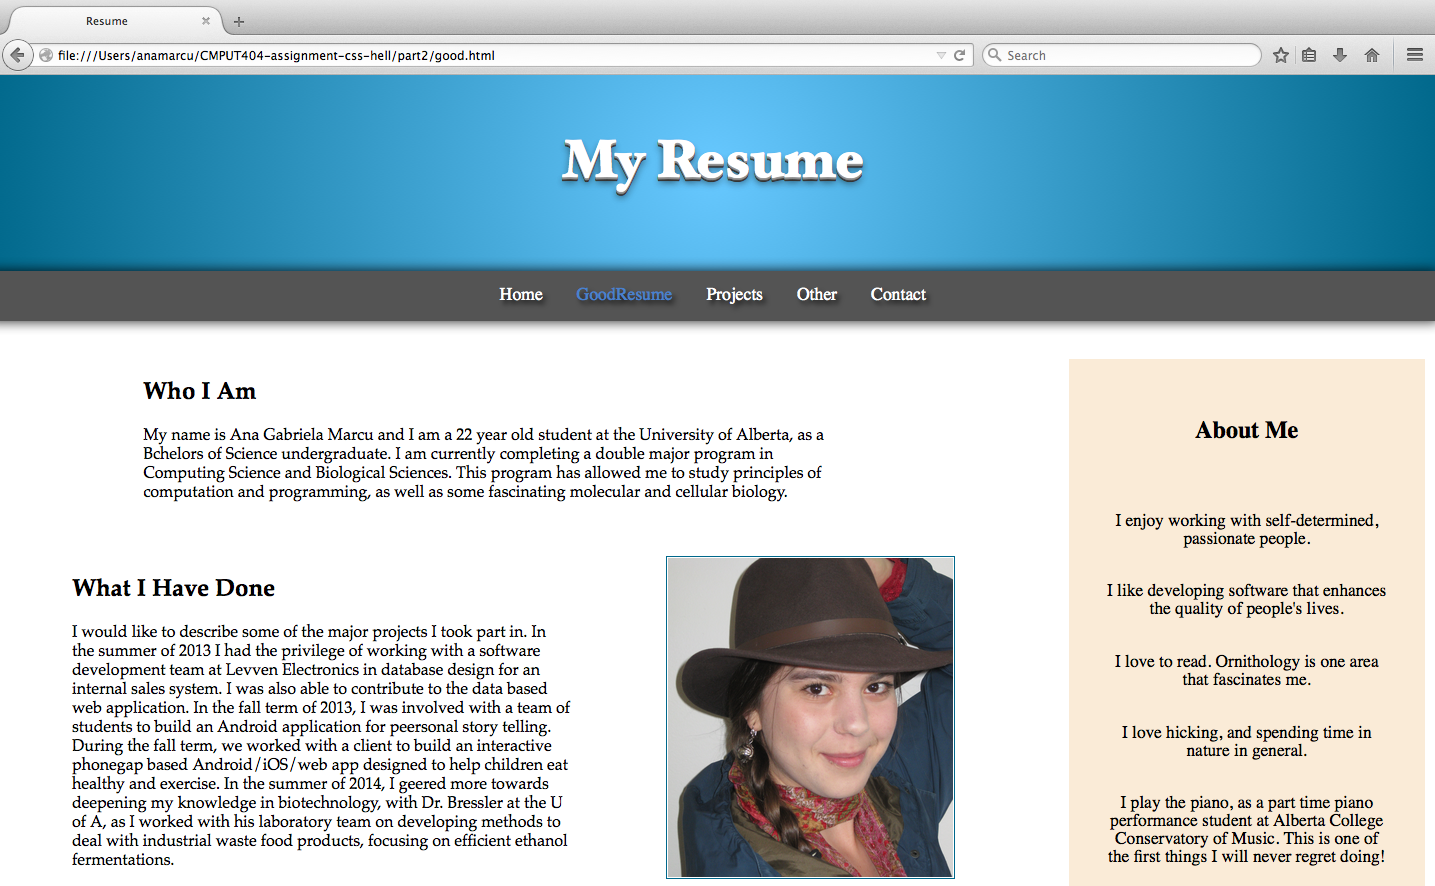 Resume
file:///Users/anamarcu/CMPUT404-assignment-css-hell/part2/good.html
Search
My Resume
Home GoodResume Projects Other Contact
Who I Am
My name is Ana Gabriela Marcu and I am a 22 year old student at the University of Alberta, as a
Bchelors of Science undergraduate. I am currently completing a double major program in
Computing Science and Biological Sciences. This program has allowed me to study principles of
computation and programming, as well as some fascinating molecular and cellular biology.
What I Have Done
I would like to describe some of the major projects I took part in. In
the summer of 2013 I had the privilege of working with a software
development team at Levven Electronics in database design for an
internal sales system. I was also able to contribute to the data based
web application. In the fall term of 2013, I was involved with a team of
students to build an Android application for peersonal story telling.
During the fall term, we worked with a client to build an interactive
phonegap based Android/iOS/web app designed to help children eat
healthy and exercise. In the summer of 2014, I geered more towards
deepening my knowledge in biotechnology, with Dr. Bressler at the U
of A, as I worked with his laboratory team on developing methods to
deal with industrial waste food products, focusing on efficient ethanol
fermentations.
About Me
I enjoy working with self-determined,
passionate people.
I like developing software that enhances
the quality of people's lives.
I love to read. Ornithology is one area
that fascinates me.
I love hicking, and spending time in
nature in general.
I play the piano, as a part time piano
performance student at Alberta College
Conservatory of Music. This is one of
the first things I will never regret doing!